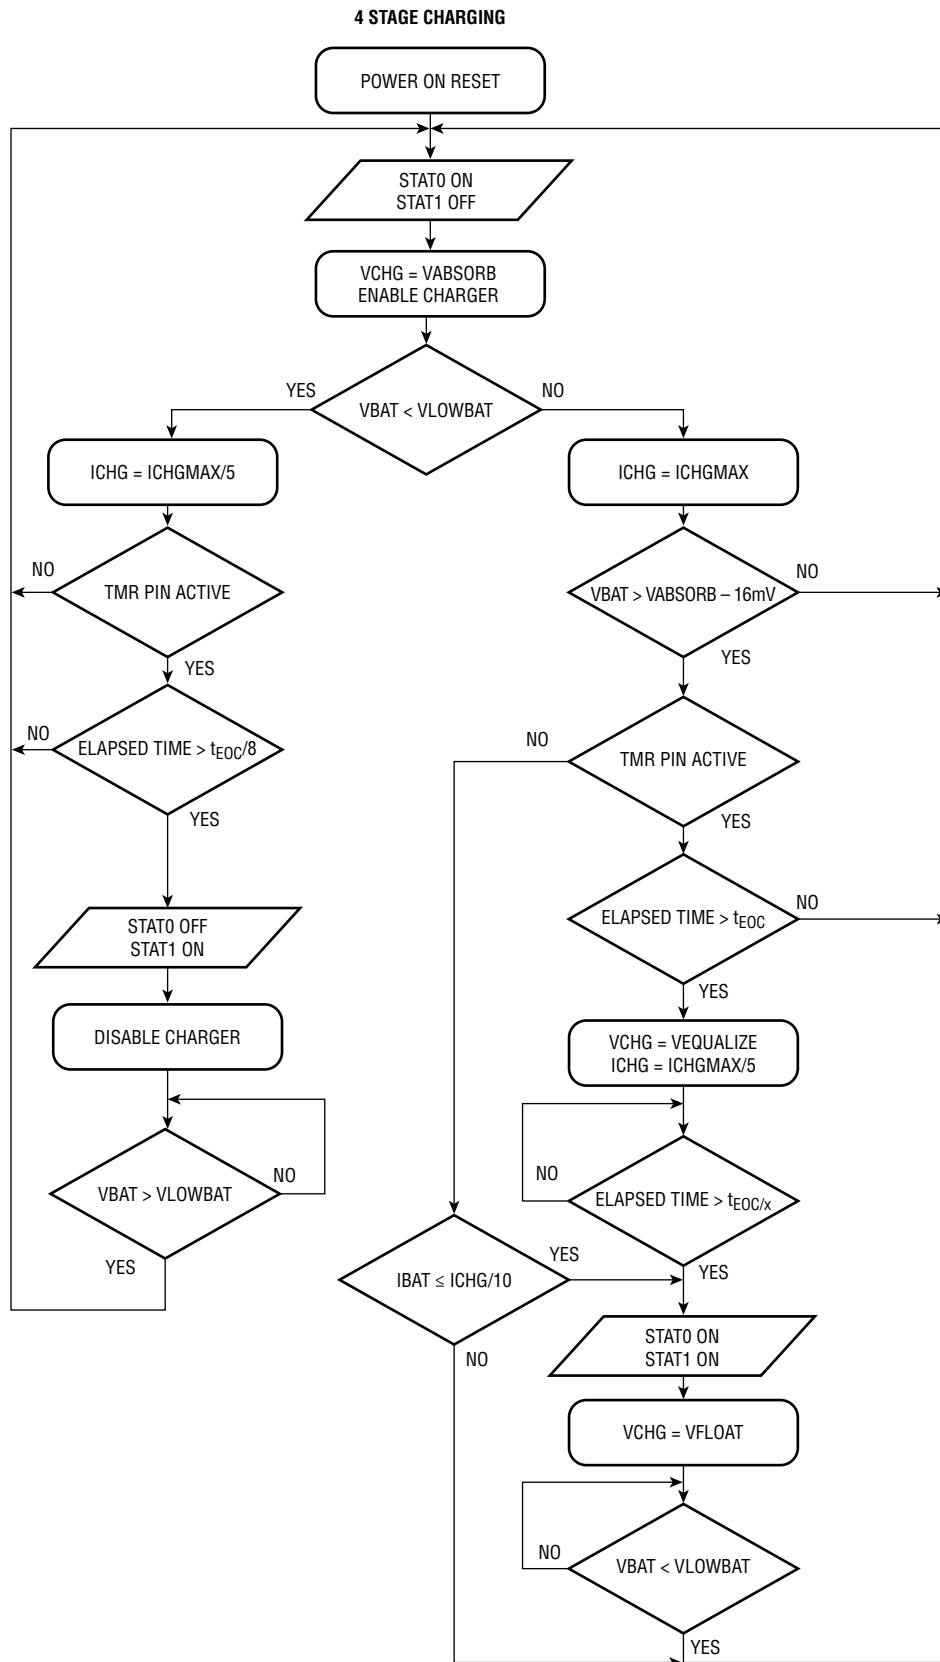 4 STAGE CHARGING
POWER ON RESET
STAT0 ON
STAT1 OFF
VCHG = VABSORB
ENABLE CHARGER
YES
NO
VBAT < VLOWBAT
ICHG = ICHGMAX/5
ICHG = ICHGMAX
NO
TMR PIN ACTIVE
YES
VBAT > VABSORB – 16mV
NO
YES
NO
ELAPSED TIME > tEOC/8
YES
NO
TMR PIN ACTIVE
YES
STAT0 OFF
STAT1 ON
ELAPSED TIME > tEOC
NO
YES
DISABLE CHARGER
VCHG = VEQUALIZE
ICHG = ICHGMAX/5
VBAT > VLOWBAT
NO
YES
NO
ELAPSED TIME > tEOC/x
YES
IBAT ≤ ICHG/10
YES
NO
STAT0 ON
STAT1 ON
VCHG = VFLOAT
NO
VBAT < VLOWBAT
YES